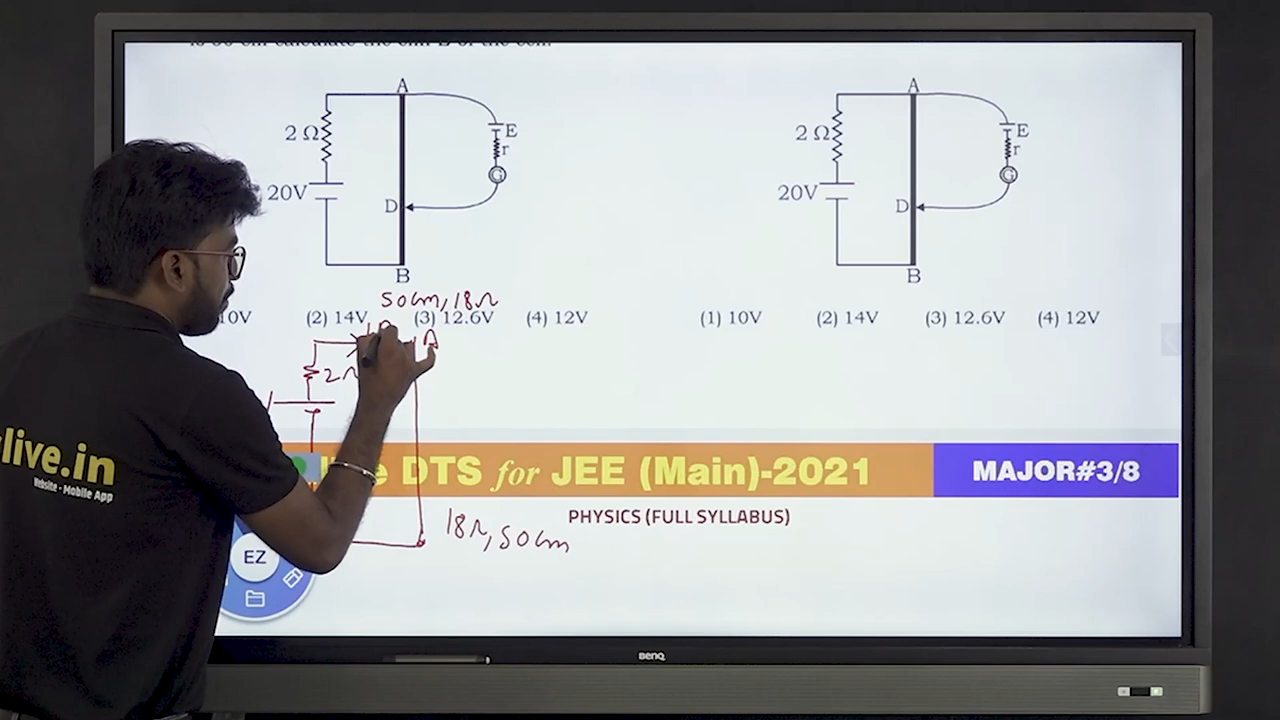 A
2 Ω
E
r
G
20V
D
B
A
2 Ω
E
r
G
20V
D
B
50cm, 18Ω
(2) 14V (3) 12.6V (4) 12V
(1) 10V (2) 14V (3) 12.6V (4) 12V
A
2Ω
DTS for JEE (Main)-2021
MAJOR#3/8
PHYSICS (FULL SYLLABUS)
18Ω, 50cm
EZ
live.in
Website - Mobile App
BenQ